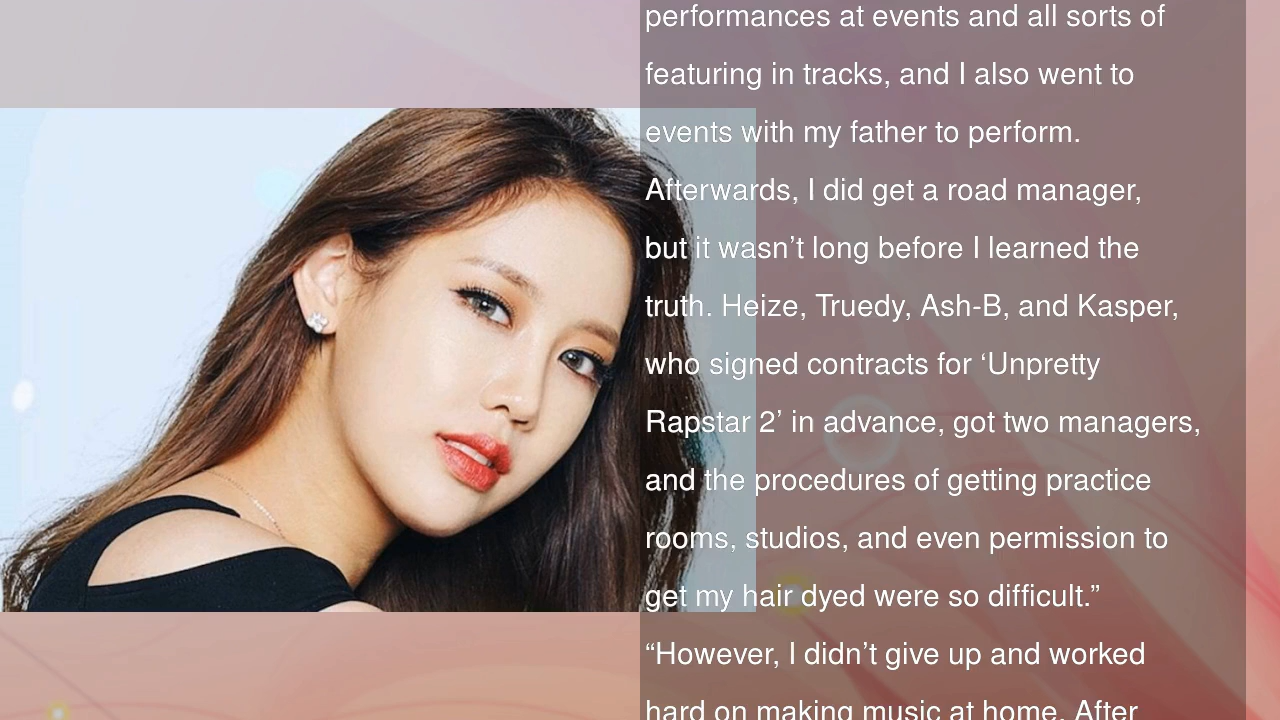 performances at events and all sorts of
featuring in tracks, and I also went to
events with my father to perform.
Afterwards, I did get a road manager,
but it wasn’t long before I learned the
truth. Heize, Truedy, Ash-B, and Kasper,
who signed contracts for ‘Unpretty
Rapstar 2’ in advance, got two managers,
and the procedures of getting practice
rooms, studios, and even permission to
get my hair dyed were so difficult.”
“However, I didn’t give up and worked
hard on making music at home. After